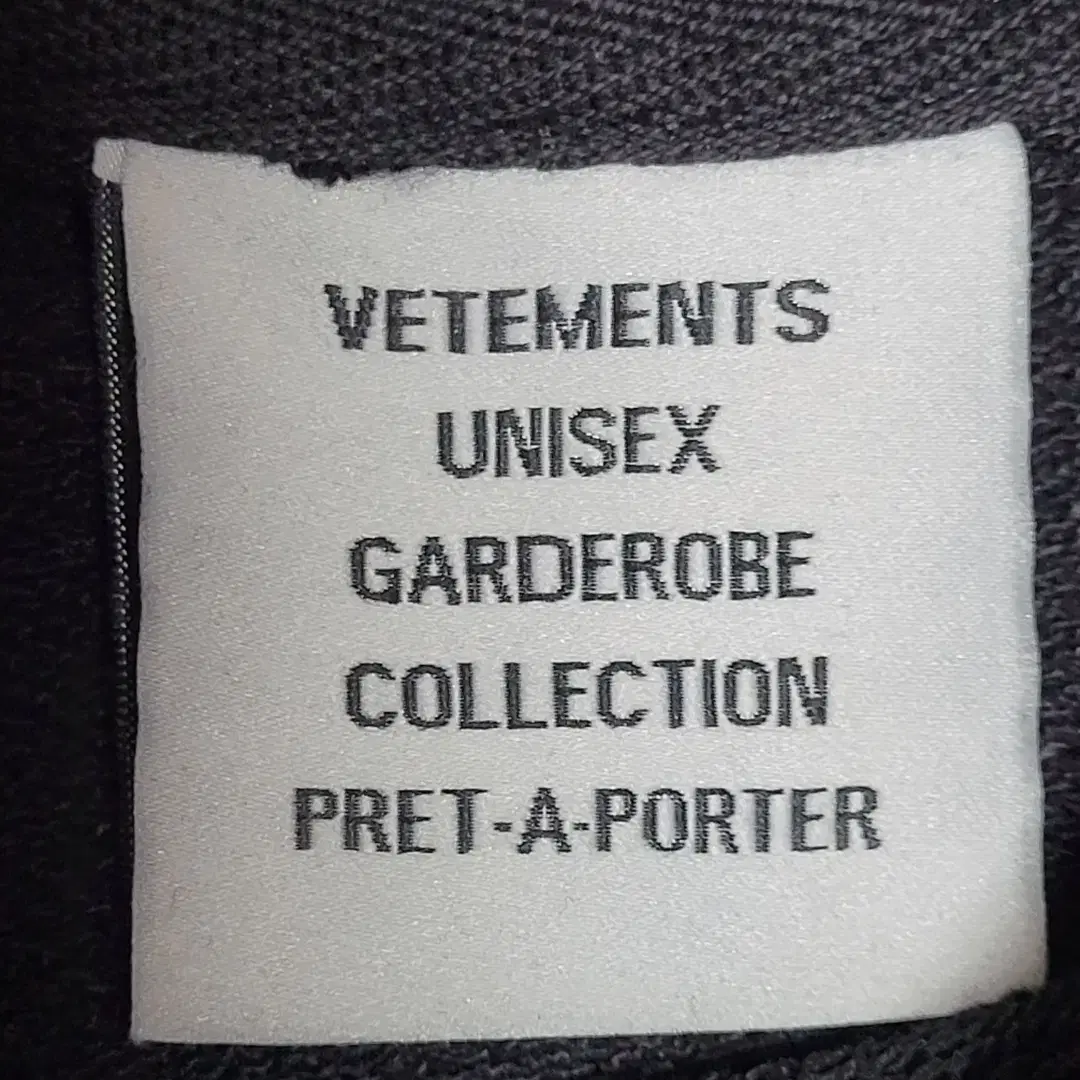 VETEMENTS
UNISEX
GARDEROBE
COLLECTION
PRET-A-PORTER